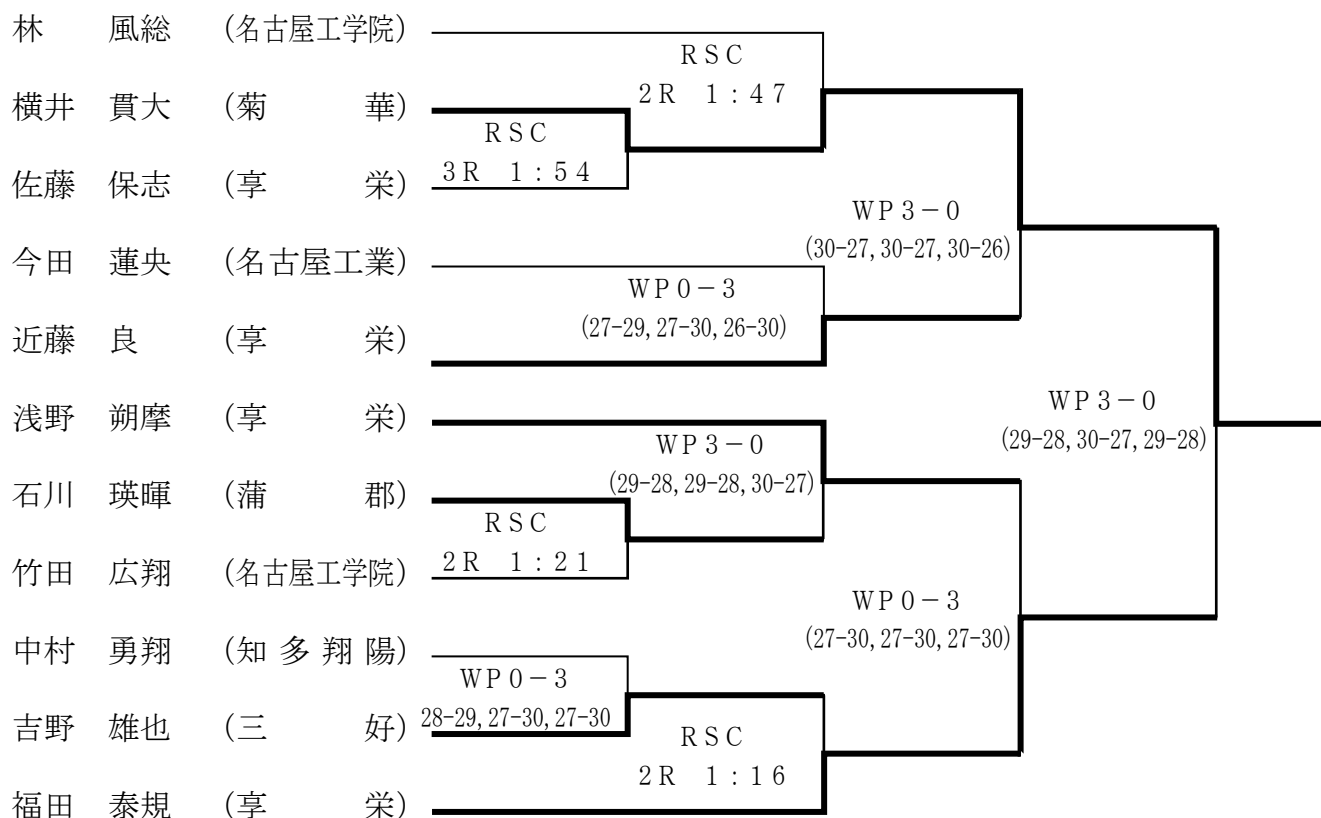 林 風総 (名古屋工学院)
RSC
2R 1:47
横井 貫大 (菊 華)
RSC
3R 1:54
佐藤 保志 (享 栄)
WP3-0
(30-27, 30-27, 30-26)
今田 蓮央 (名古屋工業)
WP0-3
(27-29, 27-30, 26-30)
近藤 良 (享 栄)
WP3-0
(29-28, 30-27, 29-28)
浅野 朔摩 (享 栄)
WP3-0
(29-28, 29-28, 30-27)
石川 瑛暉 (蒲 郡)
RSC
2R 1:21
竹田 広翔 (名古屋工学院)
WP0-3
(27-30, 27-30, 27-30)
中村 勇翔 (知多翔陽)
WP0-3
28-29, 27-30, 27-30
吉野 雄也 (三 好)
RSC
2R 1:16
福田 泰規 (享 栄)